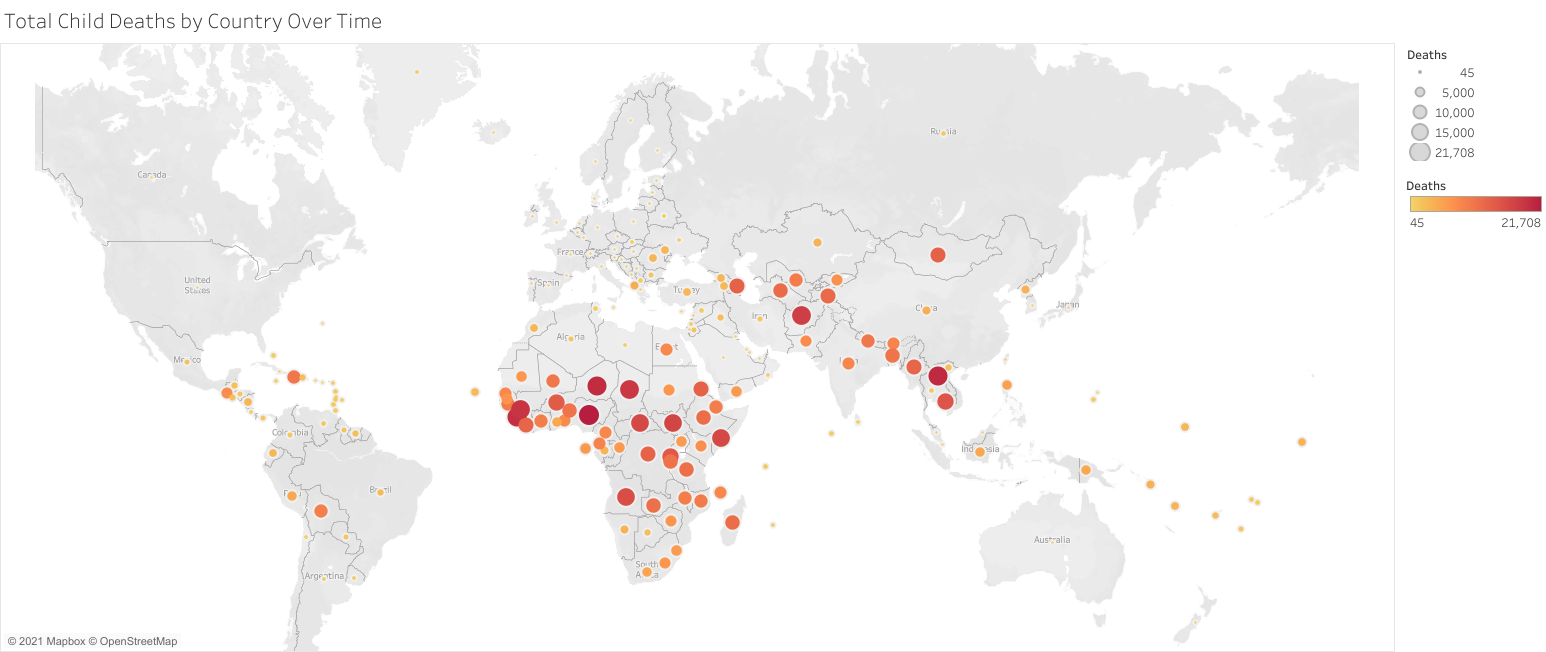 Total Child Deaths by Country Over Time
Deaths
45
5,000
10,000
15,000
21,708
Deaths
45
21,708
Russia
Canada
France
United
States
Spain
Turkey
China
Japan
Iran
Algeria
Egypt
Mexico
India
Colombia
Indonesia
Peru
Brazil
Australia
South
Africa
Argentina
© 2021 Mapbox © OpenStreetMap